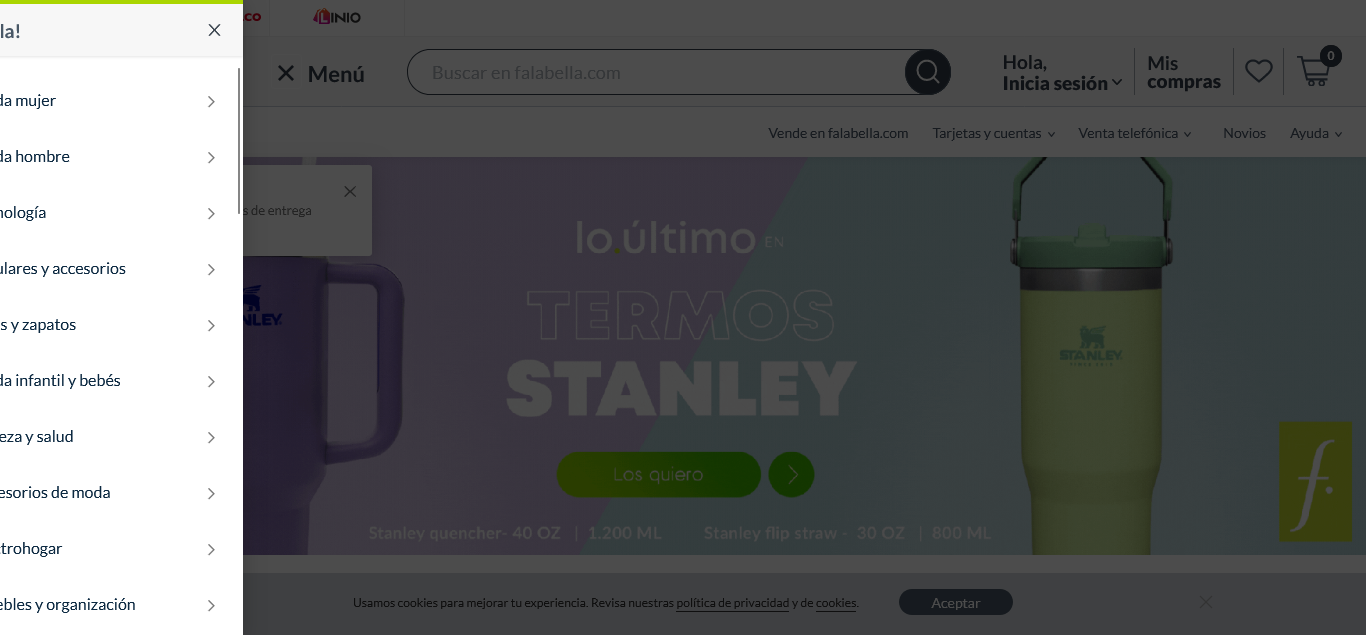 .co LINIO
la!
Menú
Buscar en falabella.com
Hola,
Inicia sesión
Mis
compras
0
Vende en falabella.com Tarjetas y cuentas Venta telefónica Novios Ayuda
da mujer
da hombre
nología
ulares y accesorios
s y zapatos
da infantil y bebés
eza y salud
esorios de moda
trohogar
ebles y organización
s de entrega
NLEY
lo último EN
TERMOS
STANLEY
Los quiero
Stanley quencher- 40 OZ | 1.200 ML Stanley flip straw - 30 OZ | 800 ML
STANLEY
f.
Usamos cookies para mejorar tu experiencia. Revisa nuestras política de privacidad y de cookies.
Aceptar